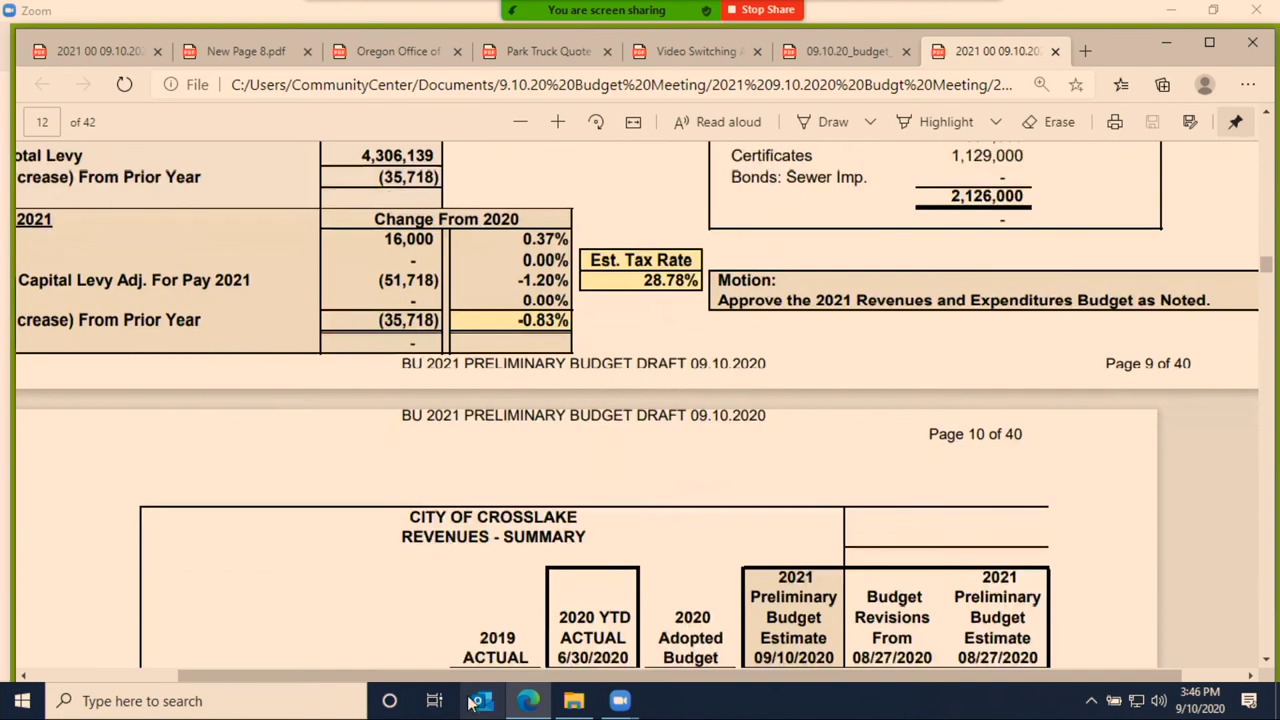 Zoom
You are screen sharing
Stop Share
2021 00 09.10.20
New Page 8.pdf
Oregon Office of
Park Truck Quote
Video Switching
09.10.20_budget_
2021 00 09.10.20
File
C:/Users/CommunityCenter/Documents/9.10.20%20Budget%20Meeting/2021%209.10.2020%20Budgt%20Meeting/2...
12 of 42
Read aloud
Draw
Highlight
Erase
otal Levy 4,306,139
crease) From Prior Year (35,718)
Certificates 1,129,000
Bonds: Sewer Imp. -
2,126,000
-
2021 Change From 2020
16,000 0.37%
- 0.00%
Capital Levy Adj. For Pay 2021 (51,718) -1.20%
- 0.00%
crease) From Prior Year (35,718) -0.83%
-
Est. Tax Rate
28.78%
Motion:
Approve the 2021 Revenues and Expenditures Budget as Noted.
BU 2021 PRELIMINARY BUDGET DRAFT 09.10.2020 Page 9 of 40
BU 2021 PRELIMINARY BUDGET DRAFT 09.10.2020
Page 10 of 40
CITY OF CROSSLAKE
REVENUES - SUMMARY
2019
ACTUAL
2020 YTD
ACTUAL
6/30/2020
2020
Adopted
Budget
2021
Preliminary
Budget
Estimate
09/10/2020
Budget
Revisions
From
08/27/2020
2021
Preliminary
Budget
Estimate
08/27/2020
Type here to search
3:46 PM
9/10/2020